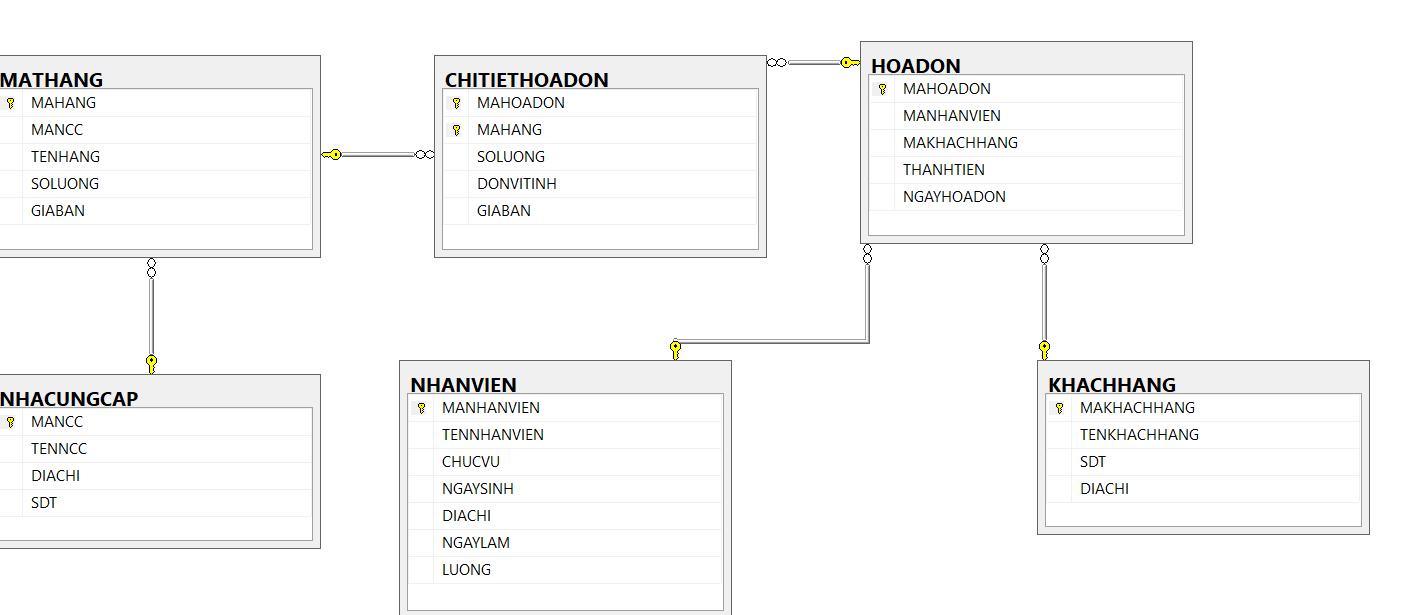 MATHANG
MAHANG
MANCC
TENHANG
SOLUONG
GIABAN
CHITIETHOADON
MAHOADON
MAHANG
SOLUONG
DONVITINH
GIABAN
HOADON
MAHOADON
MANHANVIEN
MAKHACHHANG
THANHTIEN
NGAYHOADON
NHACUNGCAP
MANCC
TENNCC
DIACHI
SDT
NHANVIEN
MANHANVIEN
TENNHANVIEN
CHUCVU
NGAYSINH
DIACHI
NGAYLAM
LUONG
KHACHHANG
MAKHACHHANG
TENKHACHHANG
SDT
DIACHI